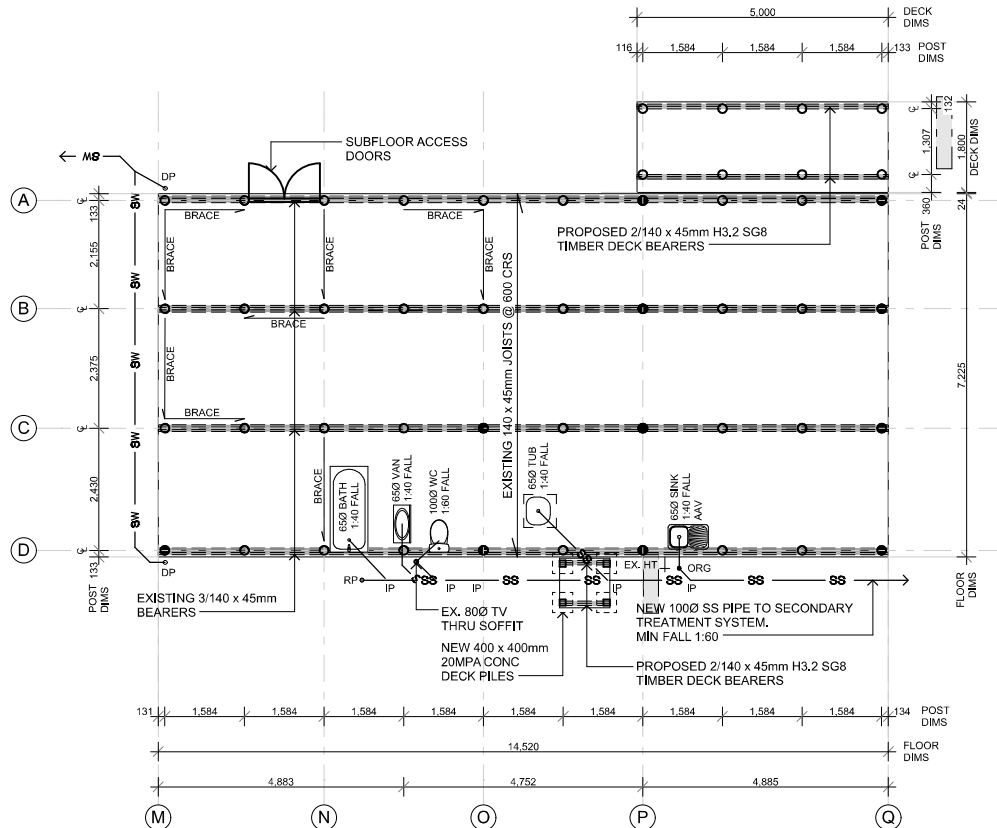 5,000
DECK
DIMS
116
1,584
1,584
1,584
133
POST
DIMS
132
1,307
1,800
DECK DIMS
360
24
POST
DIMS
SUBFLOOR ACCESS
DOORS
SW
DP
A
133
BRACE
BRACE
PROPOSED 2/140 x 45mm H3.2 SG8
TIMBER DECK BEARERS
SW
2,155
BRACE
BRACE
BRACE
SW
B
BRACE
EXISTING 140 x 45mm JOISTS @ 600 CRS
7,225
SW
2,375
BRACE
BRACE
C
SW
2,430
BRACE
65Ø BATH
1:40 FALL
65Ø VAN
1:40 FALL
100Ø WC
1:60 FALL
65Ø TUB
1:40 FALL
65Ø SINK
1:40 FALL
AAV
SW
D
133
DP
POST
DIMS
RP
IP
SS
IP
IP
SS
SS
IP
EX. HT
SS
ORG
IP
SS
SS
FLOOR
DIMS
EXISTING 3/140 x 45mm
BEARERS
EX. 80Ø TV
THRU SOFFIT
NEW 400 x 400mm
20MPA CONC
DECK PILES
NEW 100Ø SS PIPE TO SECONDARY
TREATMENT SYSTEM.
MIN FALL 1:60
PROPOSED 2/140 x 45mm H3.2 SG8
TIMBER DECK BEARERS
131
1,584
1,584
1,584
1,584
1,584
1,584
1,584
1,584
1,584
134
POST
DIMS
14,520
FLOOR
DIMS
4,883
4,752
4,885
M
N
O
P
Q